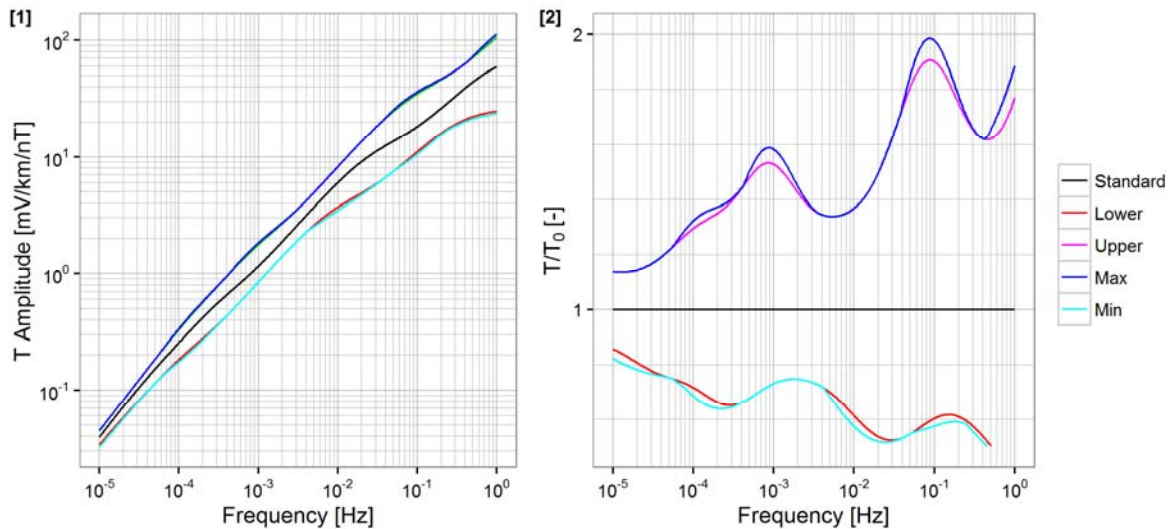 [1]
[2]
10²
10¹
10⁰
10⁻¹
T Amplitude [mV/km/nT]
10⁻⁵ 10⁻⁴ 10⁻³ 10⁻² 10⁻¹ 10⁰
Frequency [Hz]
2
1
T/T₀ [-]
10⁻⁵ 10⁻⁴ 10⁻³ 10⁻² 10⁻¹ 10⁰
Frequency [Hz]
Standard
Lower
Upper
Max
Min